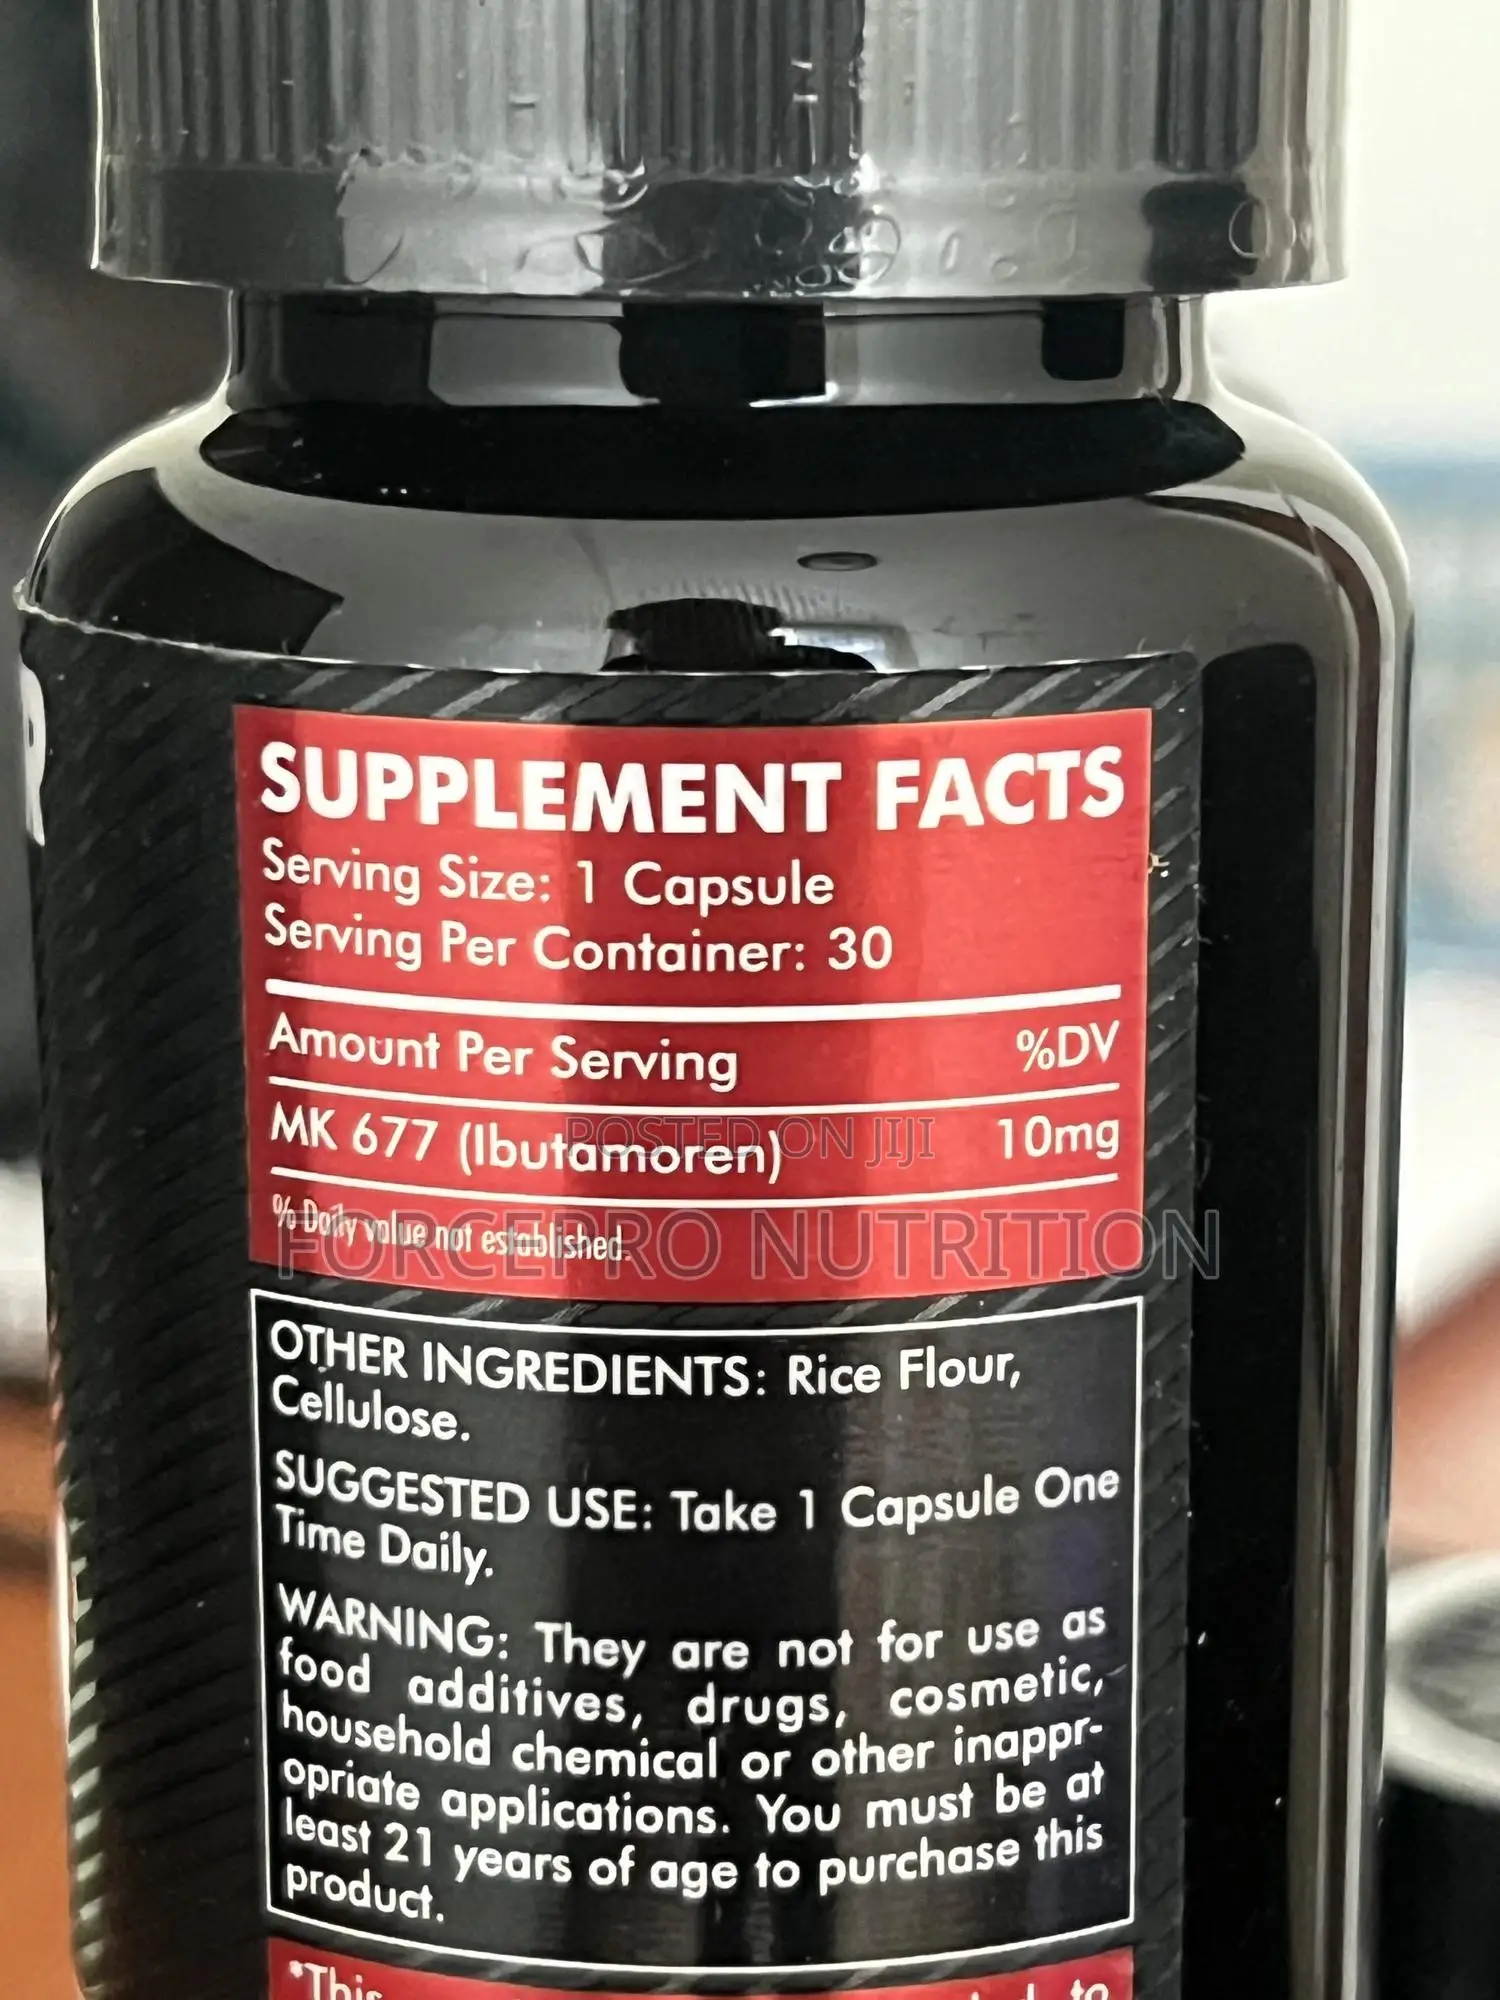 R
SUPPLEMENT FACTS
Serving Size: 1 Capsule
Serving Per Container: 30
Amount Per Serving %DV
MK 677 (Ibutamoren) 10mg
POSTED ON JIJI
% Daily value not established.
FORCEPRO NUTRITION
OTHER INGREDIENTS: Rice Flour,
Cellulose.
SUGGESTED USE: Take 1 Capsule One
Time Daily.
WARNING: They are not for use as
food additives, drugs, cosmetic,
household chemical or other inappr-
opriate applications. You must be at
least 21 years of age to purchase this
product.
*This to